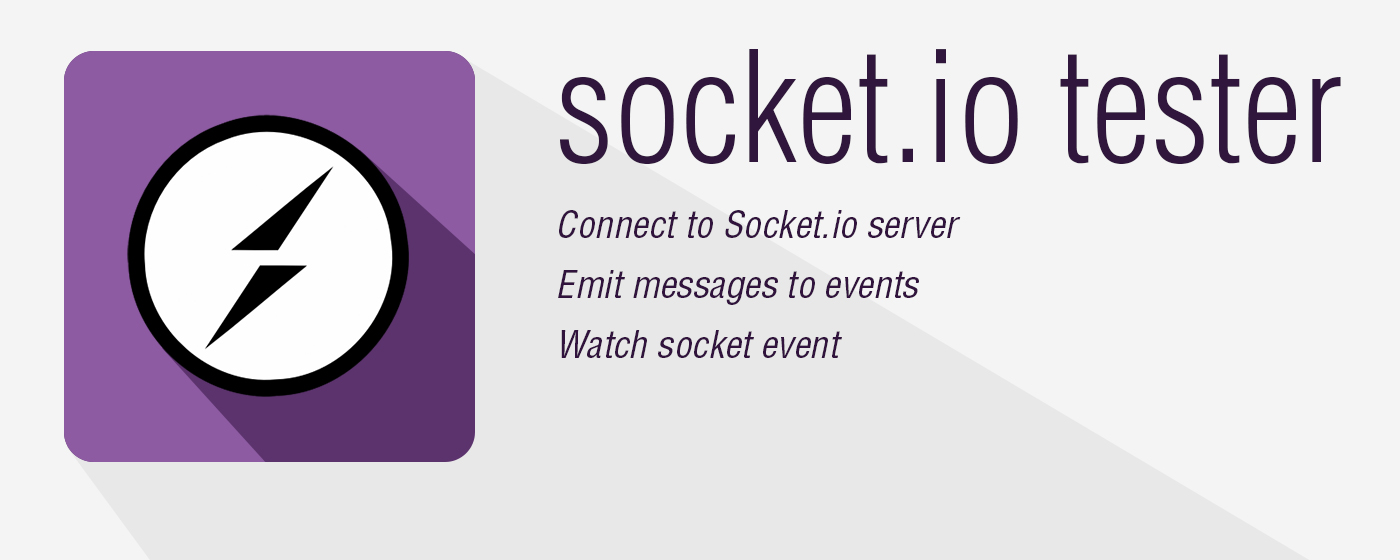 socket.io tester
Connect to Socket.io server
Emit messages to events
Watch socket event